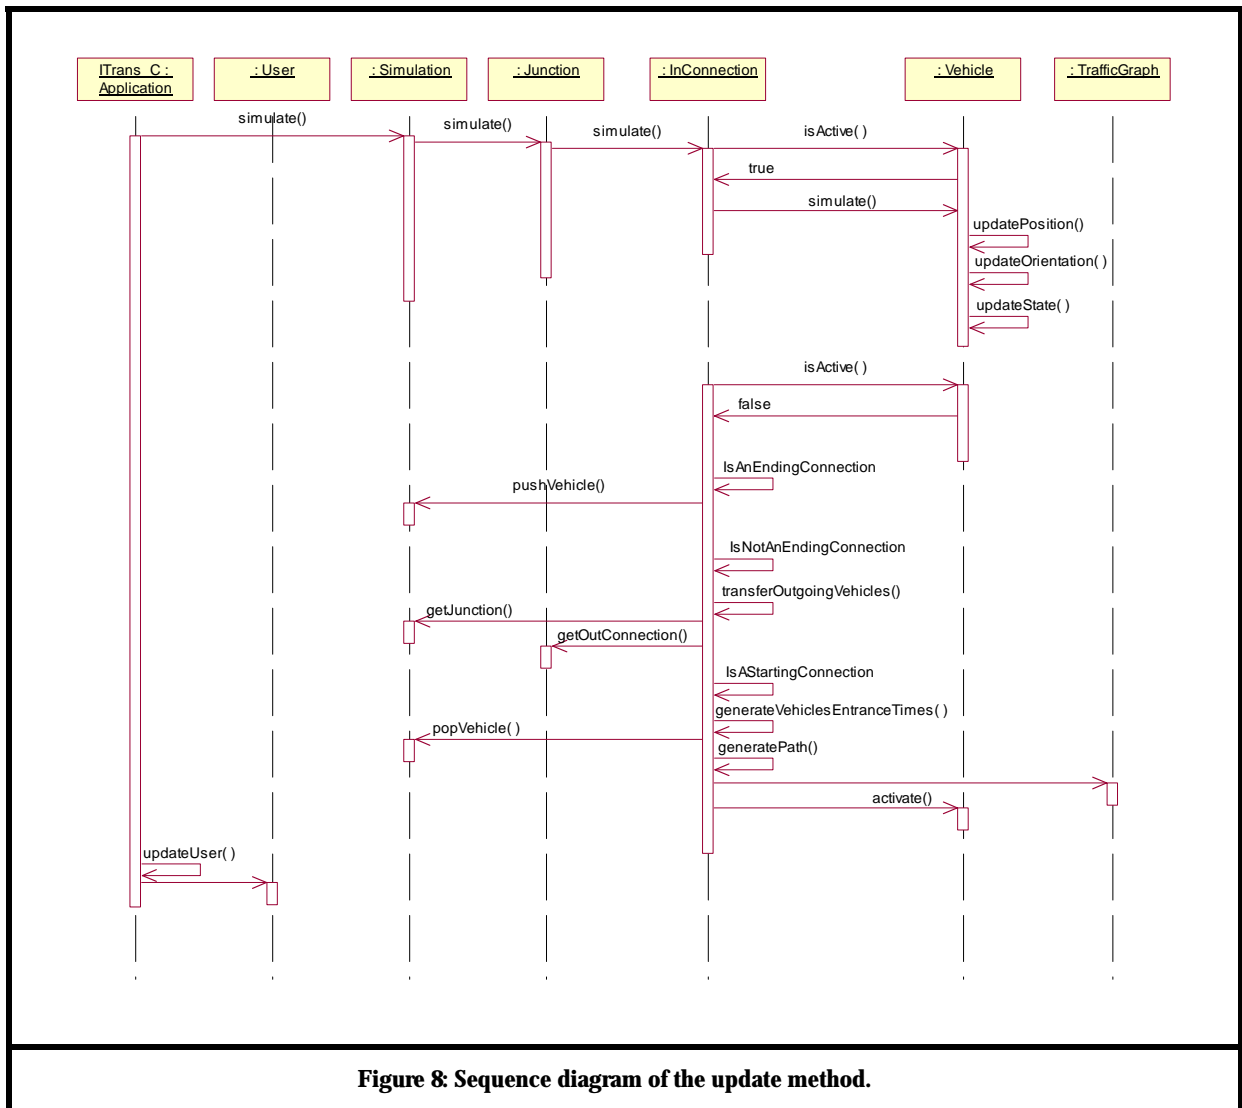 ITrans_C :
Application
: User
: Simulation
: Junction
: InConnection
: Vehicle
: TrafficGraph
simulate()
simulate()
simulate()
isActive( )
true
simulate()
updatePosition()
updateOrientation( )
updateState( )
isActive( )
false
IsAnEndingConnection
pushVehicle()
IsNotAnEndingConnection
transferOutgoingVehicles()
getJunction()
getOutConnection()
IsAStartingConnection
generateVehiclesEntranceTimes( )
popVehicle( )
generatePath()
activate()
updateUser( )
Figure 8: Sequence diagram of the update method.